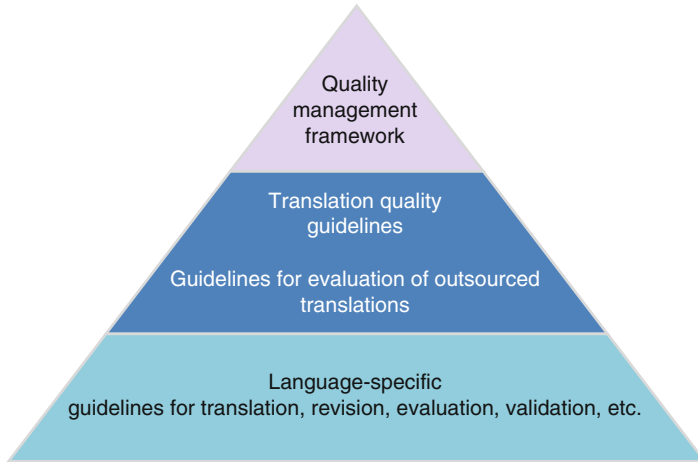 Quality
management
framework
Translation quality
guidelines
Guidelines for evaluation of outsourced
translations
Language-specific
guidelines for translation, revision, evaluation, validation, etc.